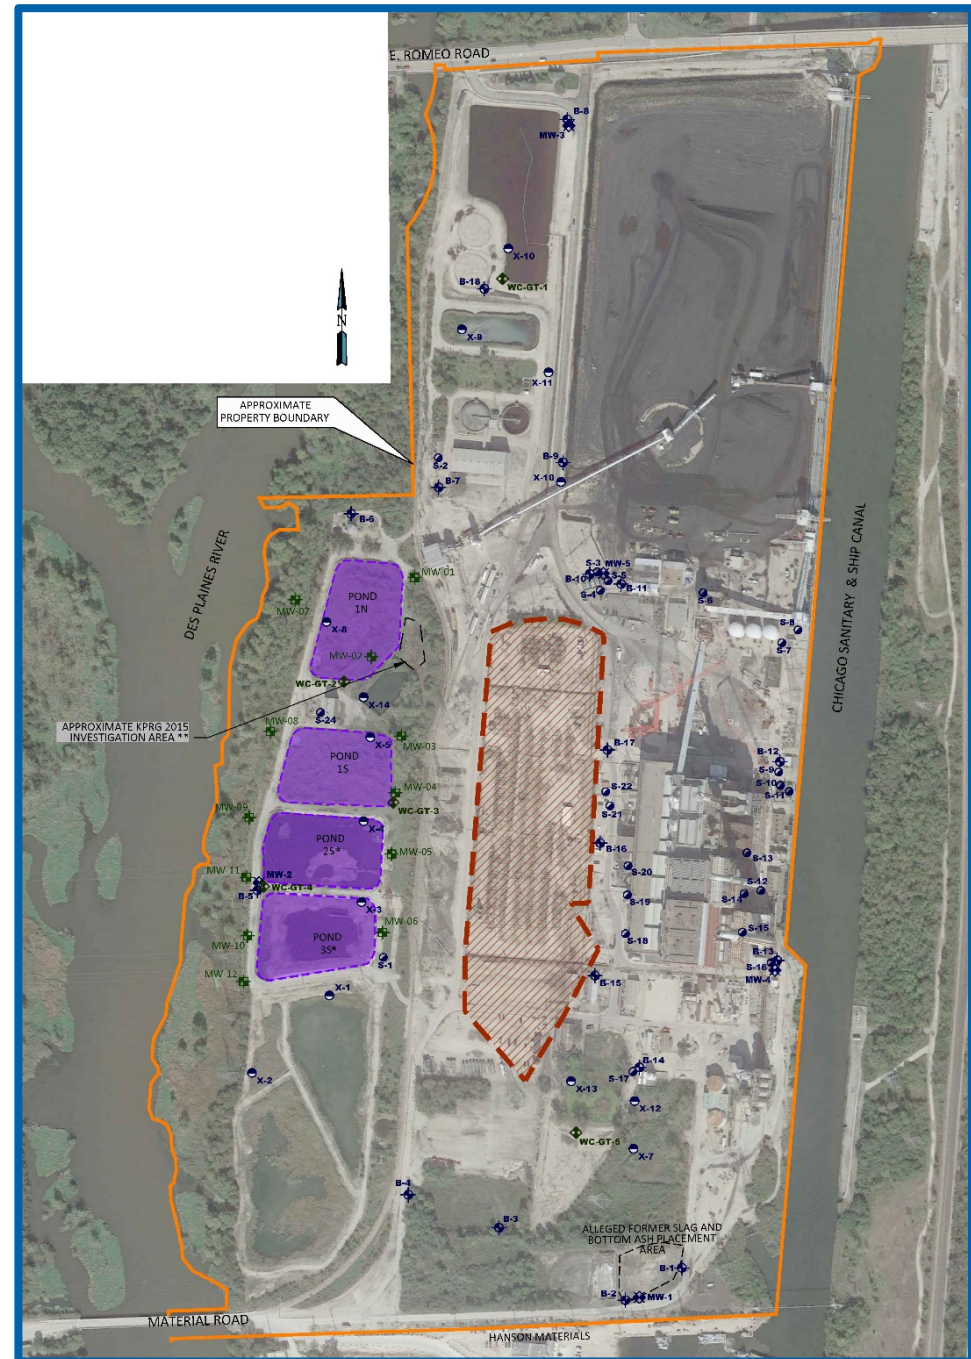 E. ROMEO ROAD
B-8
MW-3
X-10
WC-GT-1
B-18
N
X-9
X-11
APPROXIMATE
PROPERTY BOUNDARY
S-2
B-9
B-7
X-10
B-6
CHICAGO SANITARY & SHIP CANAL
DES PLAINES RIVER
S-3
MW-5
B-10
S-5
S-4
B-11
S-6
MW-01
POND
1N
MW-07
X-8
S-8
S-7
MW-02
WC-GT-2
X-14
S-24
APPROXIMATE KPRG 2015
INVESTIGATION AREA **
MW-08
X-5
MW-03
POND
1S
B-17
B-12
S-9
S-10
S-11
MW-04
WC-GT-3
S-22
S-21
MW-09
X-4
POND
2S*
MW-05
B-16
S-13
MW-11
MW-2
WC-GT-4
B-5
S-20
S-12
S-14
S-19
X-3
MW-10
POND
3S*
MW-06
S-18
S-15
S-1
B-13
S-16
MW-4
MW-12
B-15
X-1
B-14
S-17
X-2
X-13
X-12
WC-GT-5
X-7
B-4
B-3
ALLEGED FORMER SLAG AND
BOTTOM ASH PLACEMENT
AREA
B-1
B-2
MW-1
MATERIAL ROAD
HANSON MATERIALS